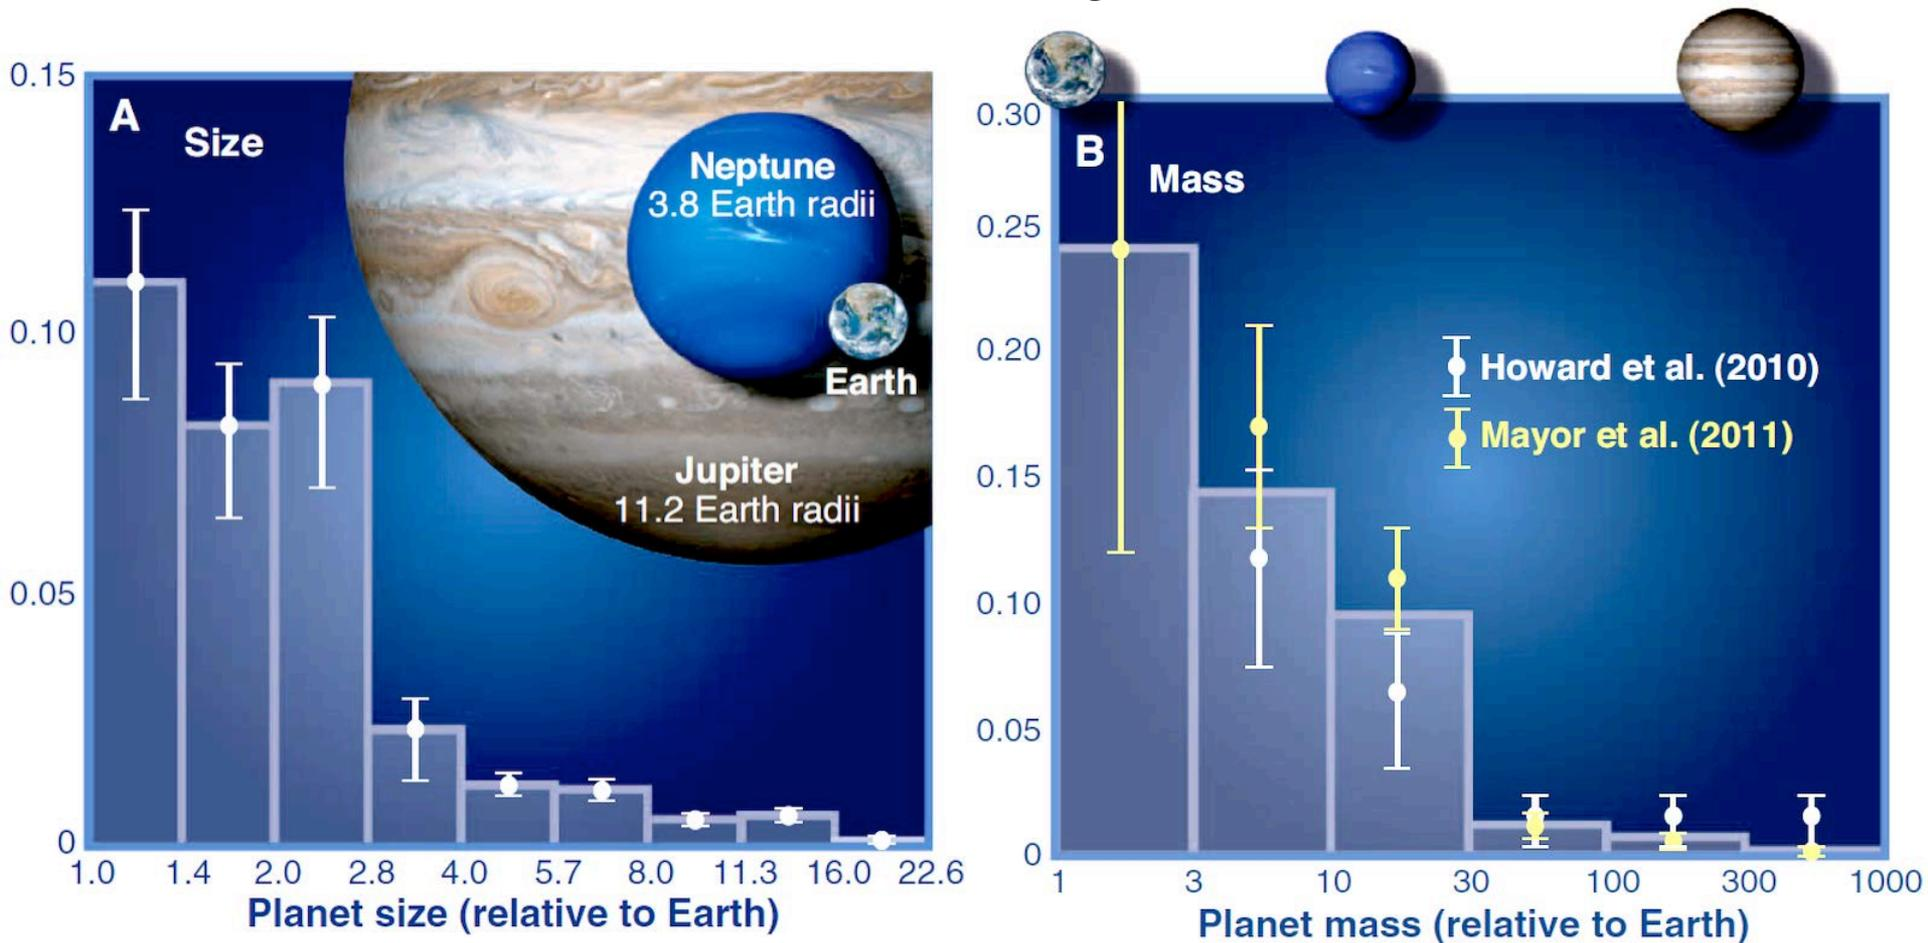 A
Size
0.15
0.10
0.05
0
Neptune
3.8 Earth radii
Earth
Jupiter
11.2 Earth radii
1.0 1.4 2.0 2.8 4.0 5.7 8.0 11.3 16.0 22.6
Planet size (relative to Earth)
B
Mass
0.30
0.25
0.20
0.15
0.10
0.05
0
Howard et al. (2010)
Mayor et al. (2011)
1 3 10 30 100 300 1000
Planet mass (relative to Earth)